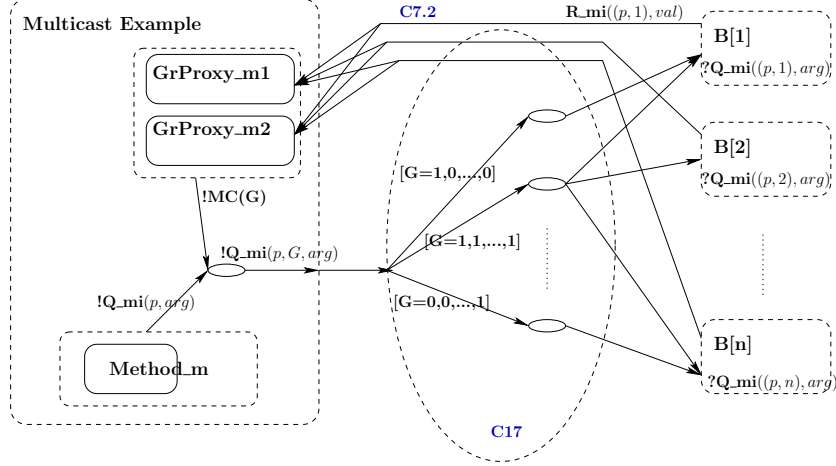 C7.2
R_mi((p, 1), val)
Multicast Example
B[1]
GrProxy_m1
?Q_mi((p, 1), arg)
GrProxy_m2
B[2]
[G=1,0,...,0]
?Q_mi((p, 2), arg)
!MC(G)
[G=1,1,...,1]
!Q_mi(p, G, arg)
!Q_mi(p, arg)
[G=0,0,...,1]
B[n]
Method_m
?Q_mi((p, n), arg)
C17